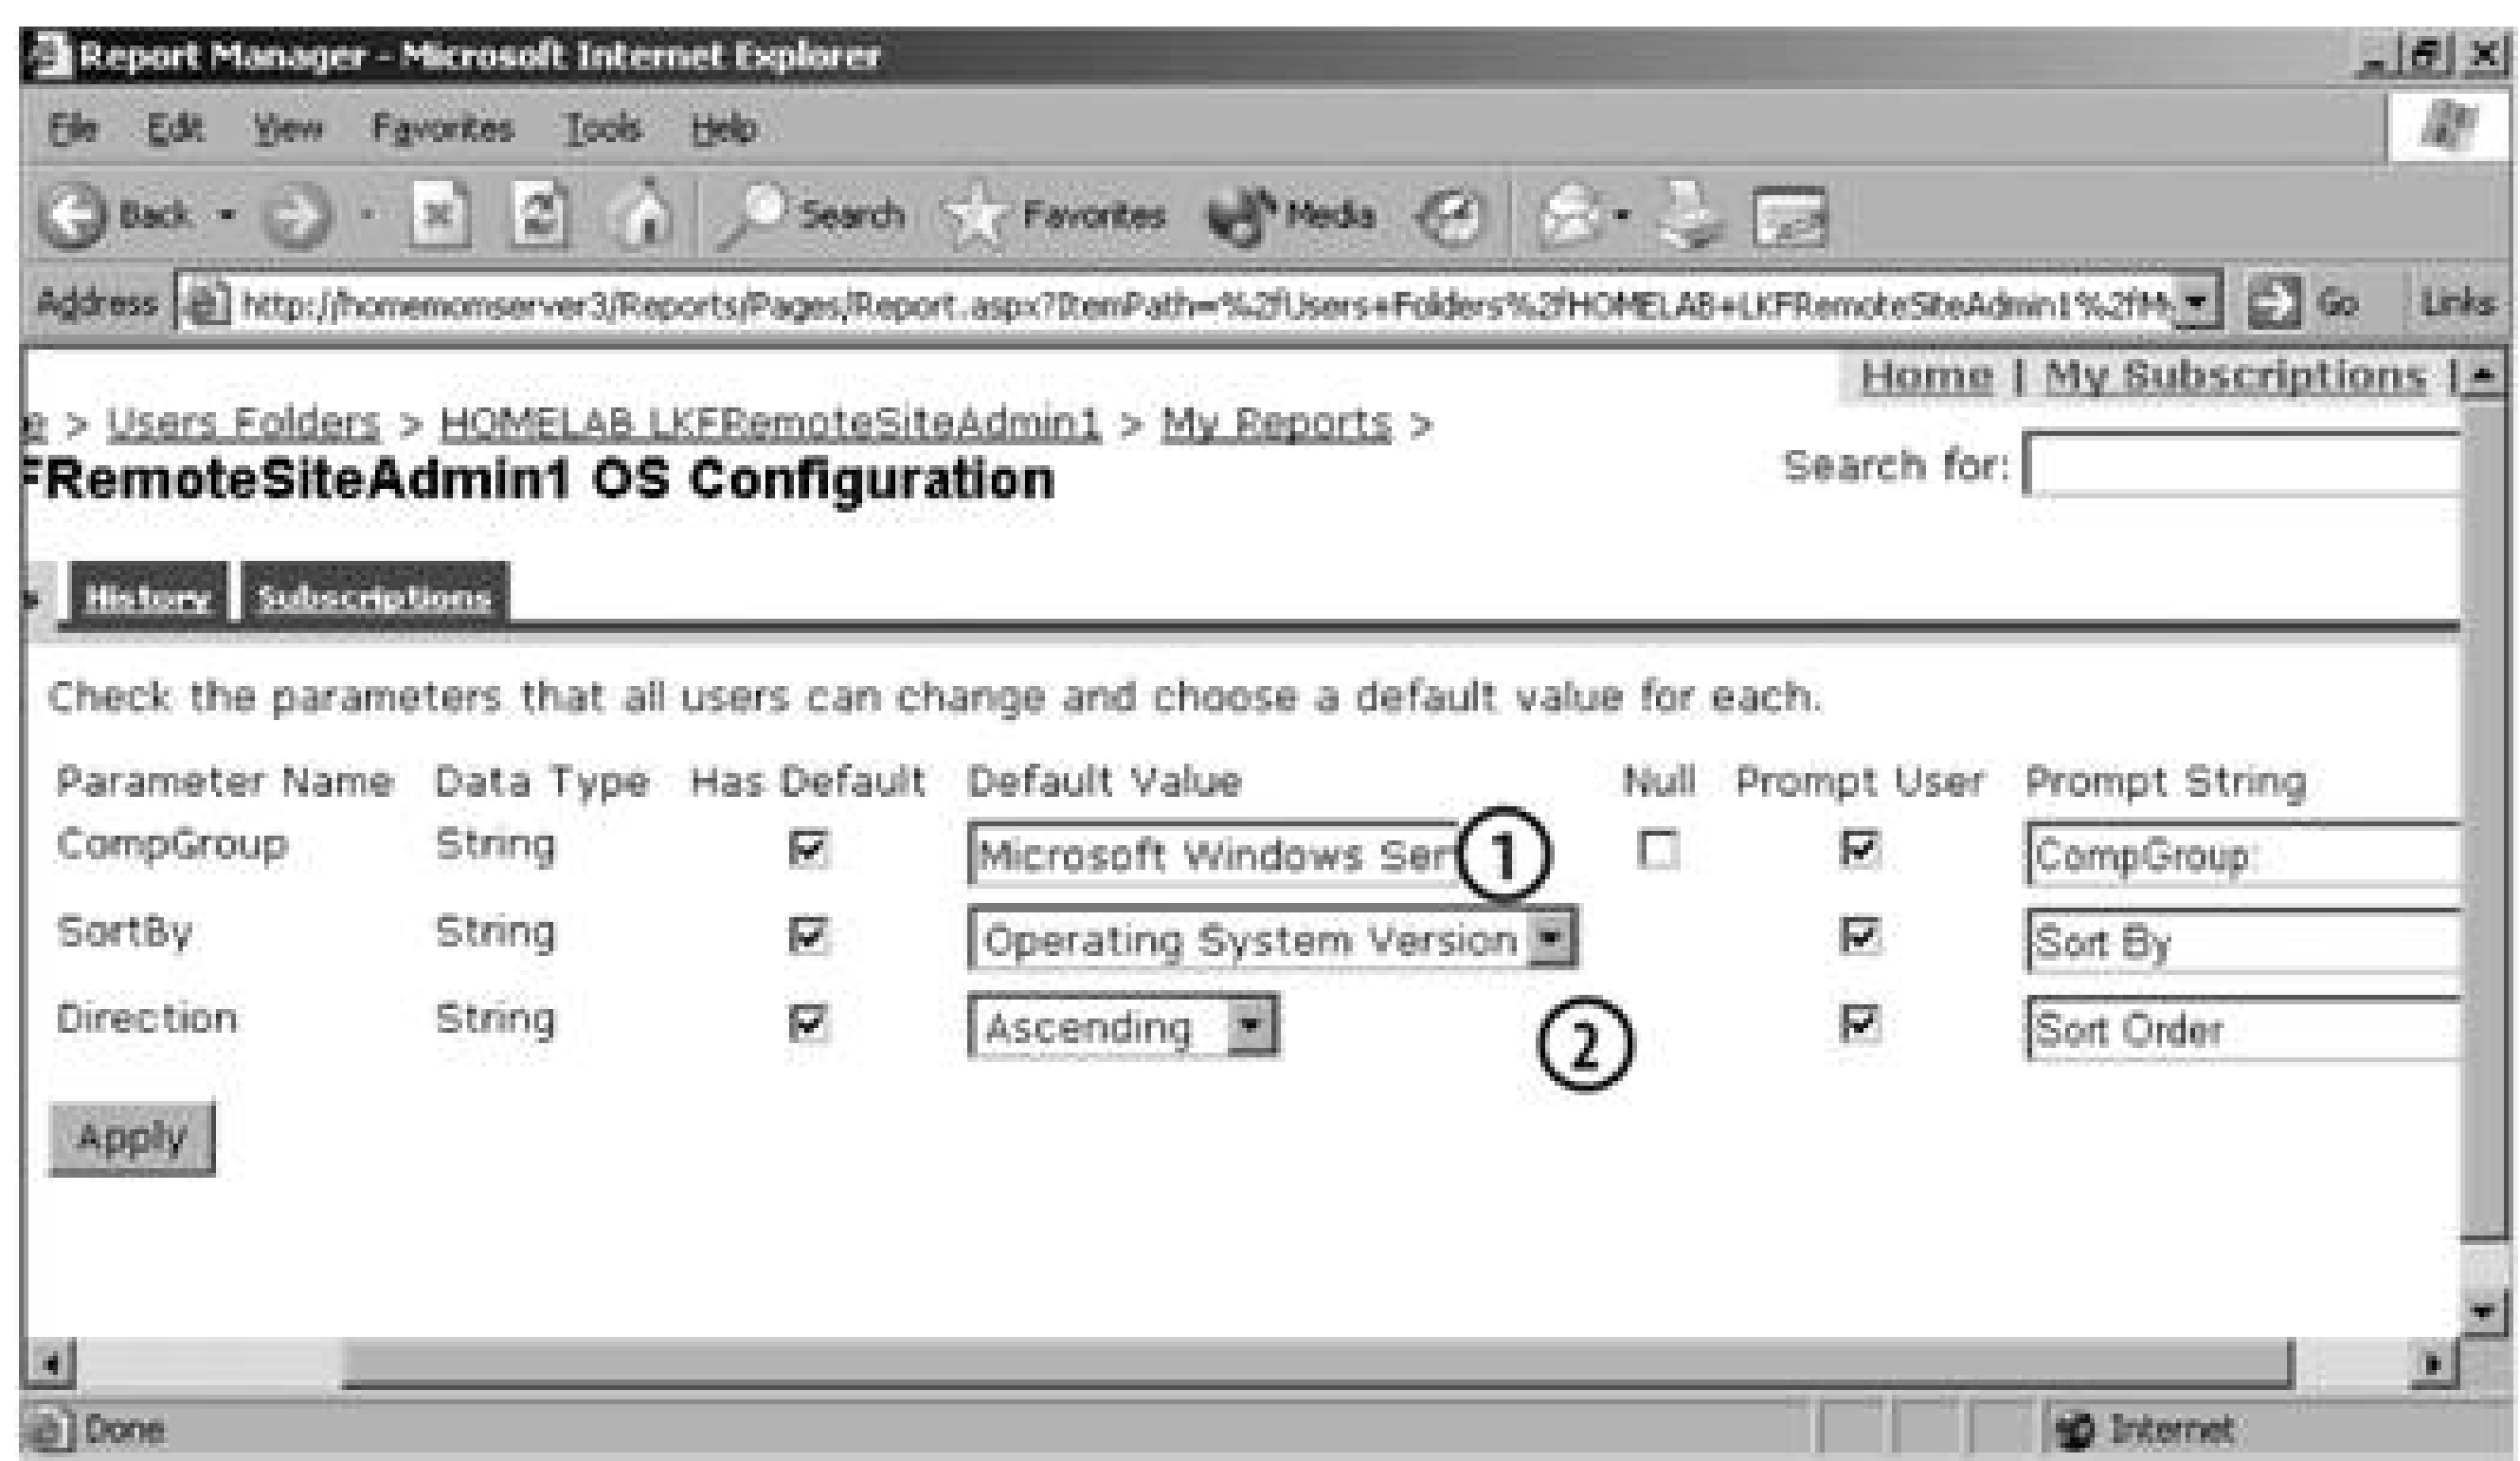 Report Manager - Microsoft Internet Explorer
File Edit View Favorites Tools Help
Back Search Favorites Media
Address http://homemomserver3/Reports/Pages/Report.aspx?ItemPath=%2fUsers+Folders%2fHOMELAB+LKFRemoteSiteAdmin1%2fMy Go Links
Home | My Subscriptions |
e > Users Folders > HOMELAB LKFRemoteSiteAdmin1 > My Reports >
FRemoteSiteAdmin1 OS Configuration
Search for:
History Subscriptions
Check the parameters that all users can change and choose a default value for each.
Parameter Name Data Type Has Default Default Value Null Prompt User Prompt String
CompGroup String Microsoft Windows Ser 1 CompGroup:
SortBy String Operating System Version Sort By
Direction String Ascending 2 Sort Order
Apply
Done Internet